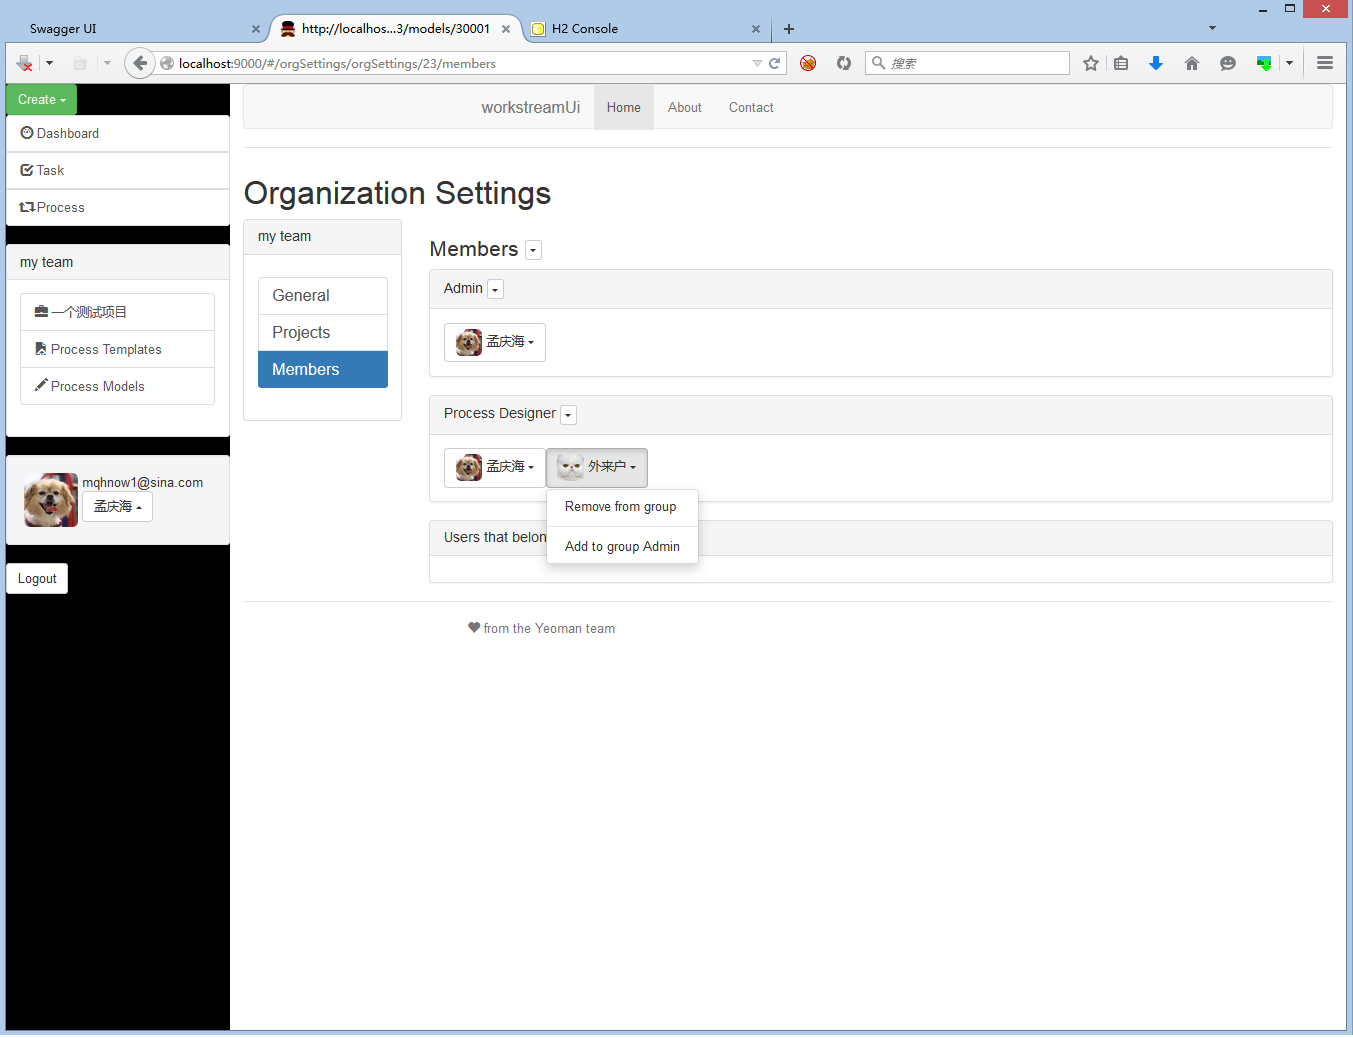 Swagger UI
http://localhos...3/models/30001
H2 Console
localhost:9000/#/orgSettings/orgSettings/23/members
搜索
Create
Dashboard
Task
Process
my team
一个测试项目
Process Templates
Process Models
mqhnow1@sina.com
孟庆海
Logout
workstreamUi
Home
About
Contact
Organization Settings
my team
General
Projects
Members
Members
Admin
孟庆海
Process Designer
孟庆海
外来户
Remove from group
Add to group Admin
Users that belon
from the Yeoman team